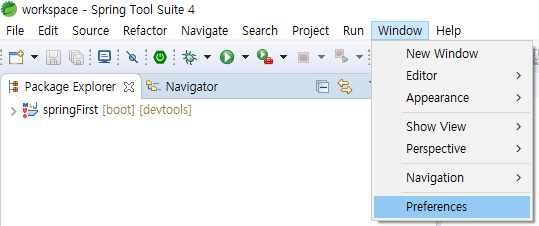 workspace - Spring Tool Suite 4
File Edit Source Refactor Navigate Search Project Run Window Help
New Window
Editor
Appearance
Show View
Perspective
Navigation
Preferences
Package Explorer Navigator
springFirst [boot] [devtools]